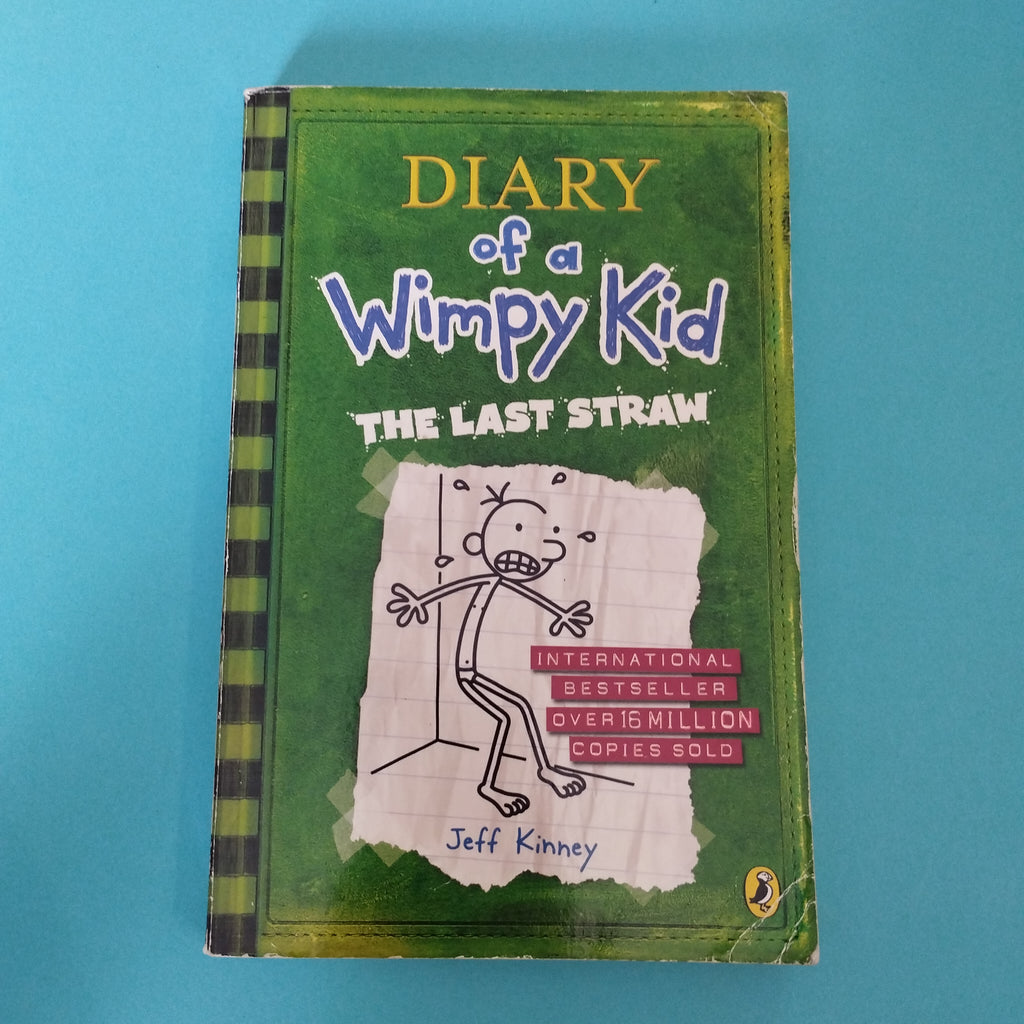 DIARY
of a
Wimpy Kid
THE LAST STRAW
INTERNATIONAL
BESTSELLER
OVER 16 MILLION
COPIES SOLD
Jeff Kinney